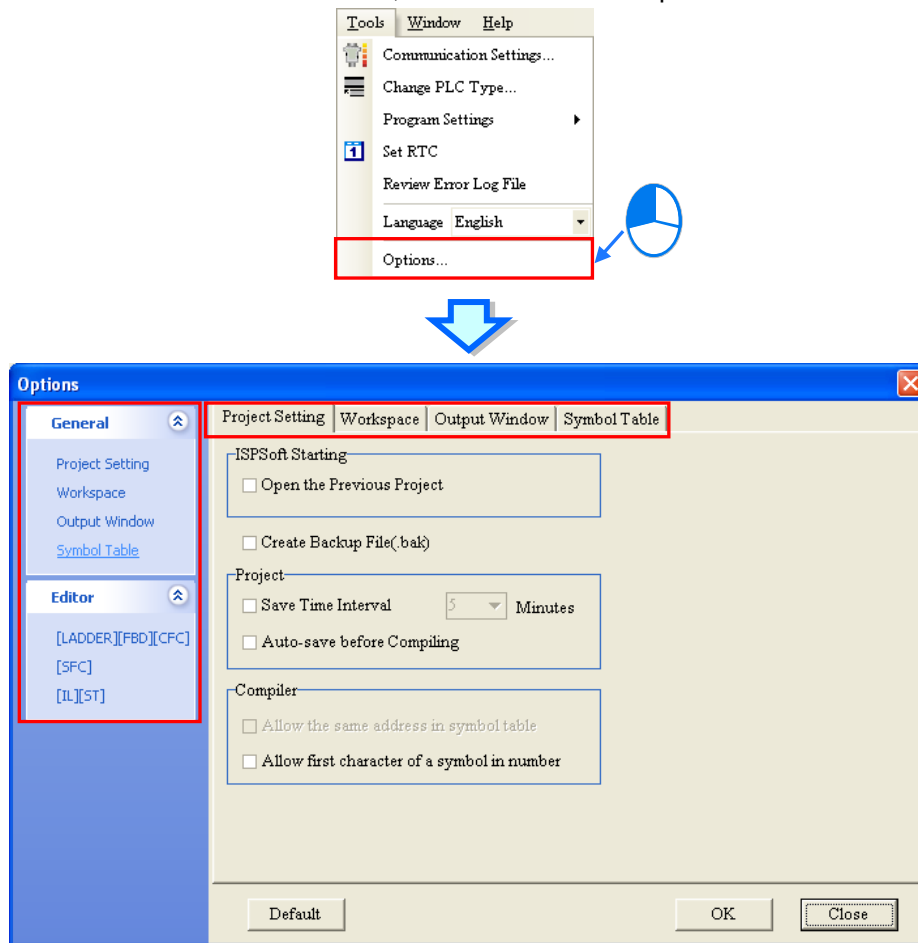 Tools Window Help
Communication Settings...
Change PLC Type...
Program Settings
1 Set RTC
Review Error Log File
Language English
Options...
Options
General
Project Setting
Workspace
Output Window
Symbol Table
Editor
[LADDER][FBD][CFC]
[SFC]
[IL][ST]
Project Setting Workspace Output Window Symbol Table
ISPSoft Starting
Open the Previous Project
Create Backup File(.bak)
Project
Save Time Interval 5 Minutes
Auto-save before Compiling
Compiler
Allow the same address in symbol table
Allow first character of a symbol in number
Default OK Close